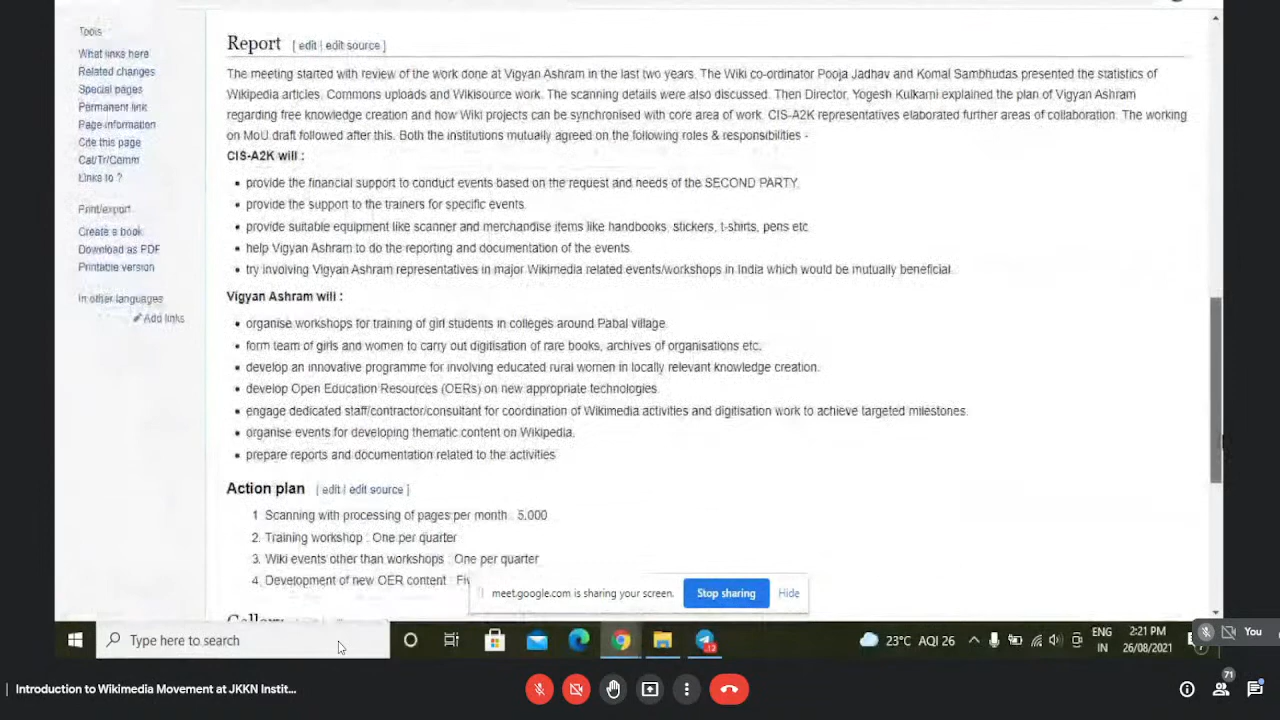 Tools
What links here
Related changes
Special pages
Permanent link
Page information
Cite this page
Cat/Tr/Comm
Links to ?
Print/export
Create a book
Download as PDF
Printable version
In other languages
Add links
Report [ edit | edit source ]
The meeting started with review of the work done at Vigyan Ashram in the last two years. The Wiki co-ordinator Pooja Jadhav and Komal Sambhudas presented the statistics of
Wikipedia articles, Commons uploads and Wikisource work. The scanning details were also discussed. Then Director, Yogesh Kulkarni explained the plan of Vigyan Ashram
regarding free knowledge creation and how Wiki projects can be synchronised with core area of work. CIS-A2K representatives elaborated further areas of collaboration. The working
on MoU draft followed after this. Both the institutions mutually agreed on the following roles & responsibilities -
CIS-A2K will :
• provide the financial support to conduct events based on the request and needs of the SECOND PARTY.
• provide the support to the trainers for specific events.
• provide suitable equipment like scanner and merchandise items like handbooks, stickers, t-shirts, pens etc
• help Vigyan Ashram to do the reporting and documentation of the events.
• try involving Vigyan Ashram representatives in major Wikimedia related events/workshops in India which would be mutually beneficial.
Vigyan Ashram will :
• organise workshops for training of girl students in colleges around Pabal village.
• form team of girls and women to carry out digitisation of rare books, archives of organisations etc.
• develop an innovative programme for involving educated rural women in locally relevant knowledge creation.
• develop Open Education Resources (OERs) on new appropriate technologies.
• engage dedicated staff/contractor/consultant for coordination of Wikimedia activities and digitisation work to achieve targeted milestones.
• organise events for developing thematic content on Wikipedia.
• prepare reports and documentation related to the activities
Action plan [ edit | edit source ]
1. Scanning with processing of pages per month : 5,000
2. Training workshop : One per quarter
3. Wiki events other than workshops : One per quarter
4. Development of new OER content :
meet.google.com is sharing your screen. Stop sharing Hide
Type here to search
23°C AQI 26
ENG
IN
2:21 PM
26/08/2021
You
Introduction to Wikimedia Movement at JKKN Instit...
71